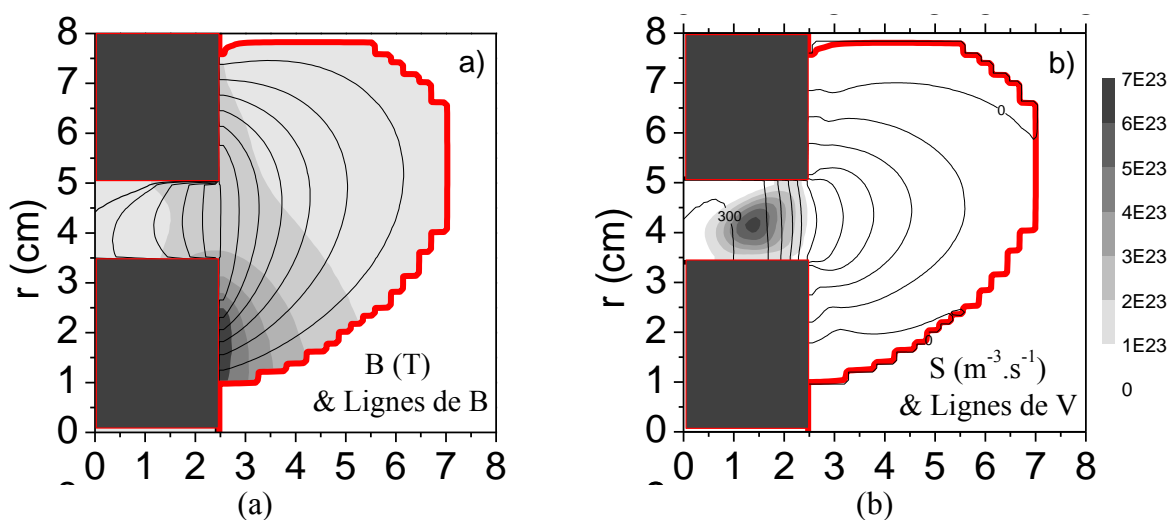 8
7
6
5
4
3
2
1
0
r (cm)
a)
B (T)
& Lignes de B
0 1 2 3 4 5 6 7 8
(a)
8
7
6
5
4
3
2
1
0
r (cm)
b)
0
300
0
S (m⁻³.s⁻¹)
& Lignes de V
0 1 2 3 4 5 6 7 8
(b)
7E23
6E23
5E23
4E23
3E23
2E23
1E23
0